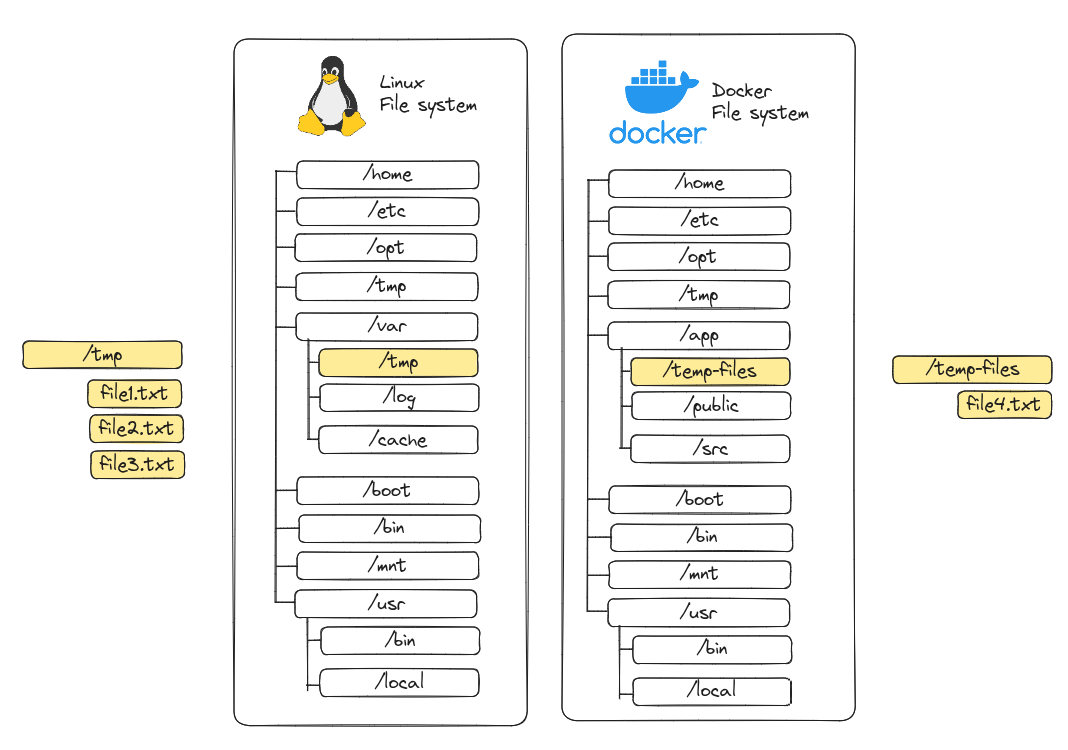 Linux
File system
/home
/etc
/opt
/tmp
/var
/tmp
/log
/cache
/boot
/bin
/mnt
/usr
/bin
/local
docker
Docker
File system
/home
/etc
/opt
/tmp
/app
/temp-files
/public
/src
/boot
/bin
/mnt
/usr
/bin
/local
/tmp
file1.txt
file2.txt
file3.txt
/temp-files
file4.txt